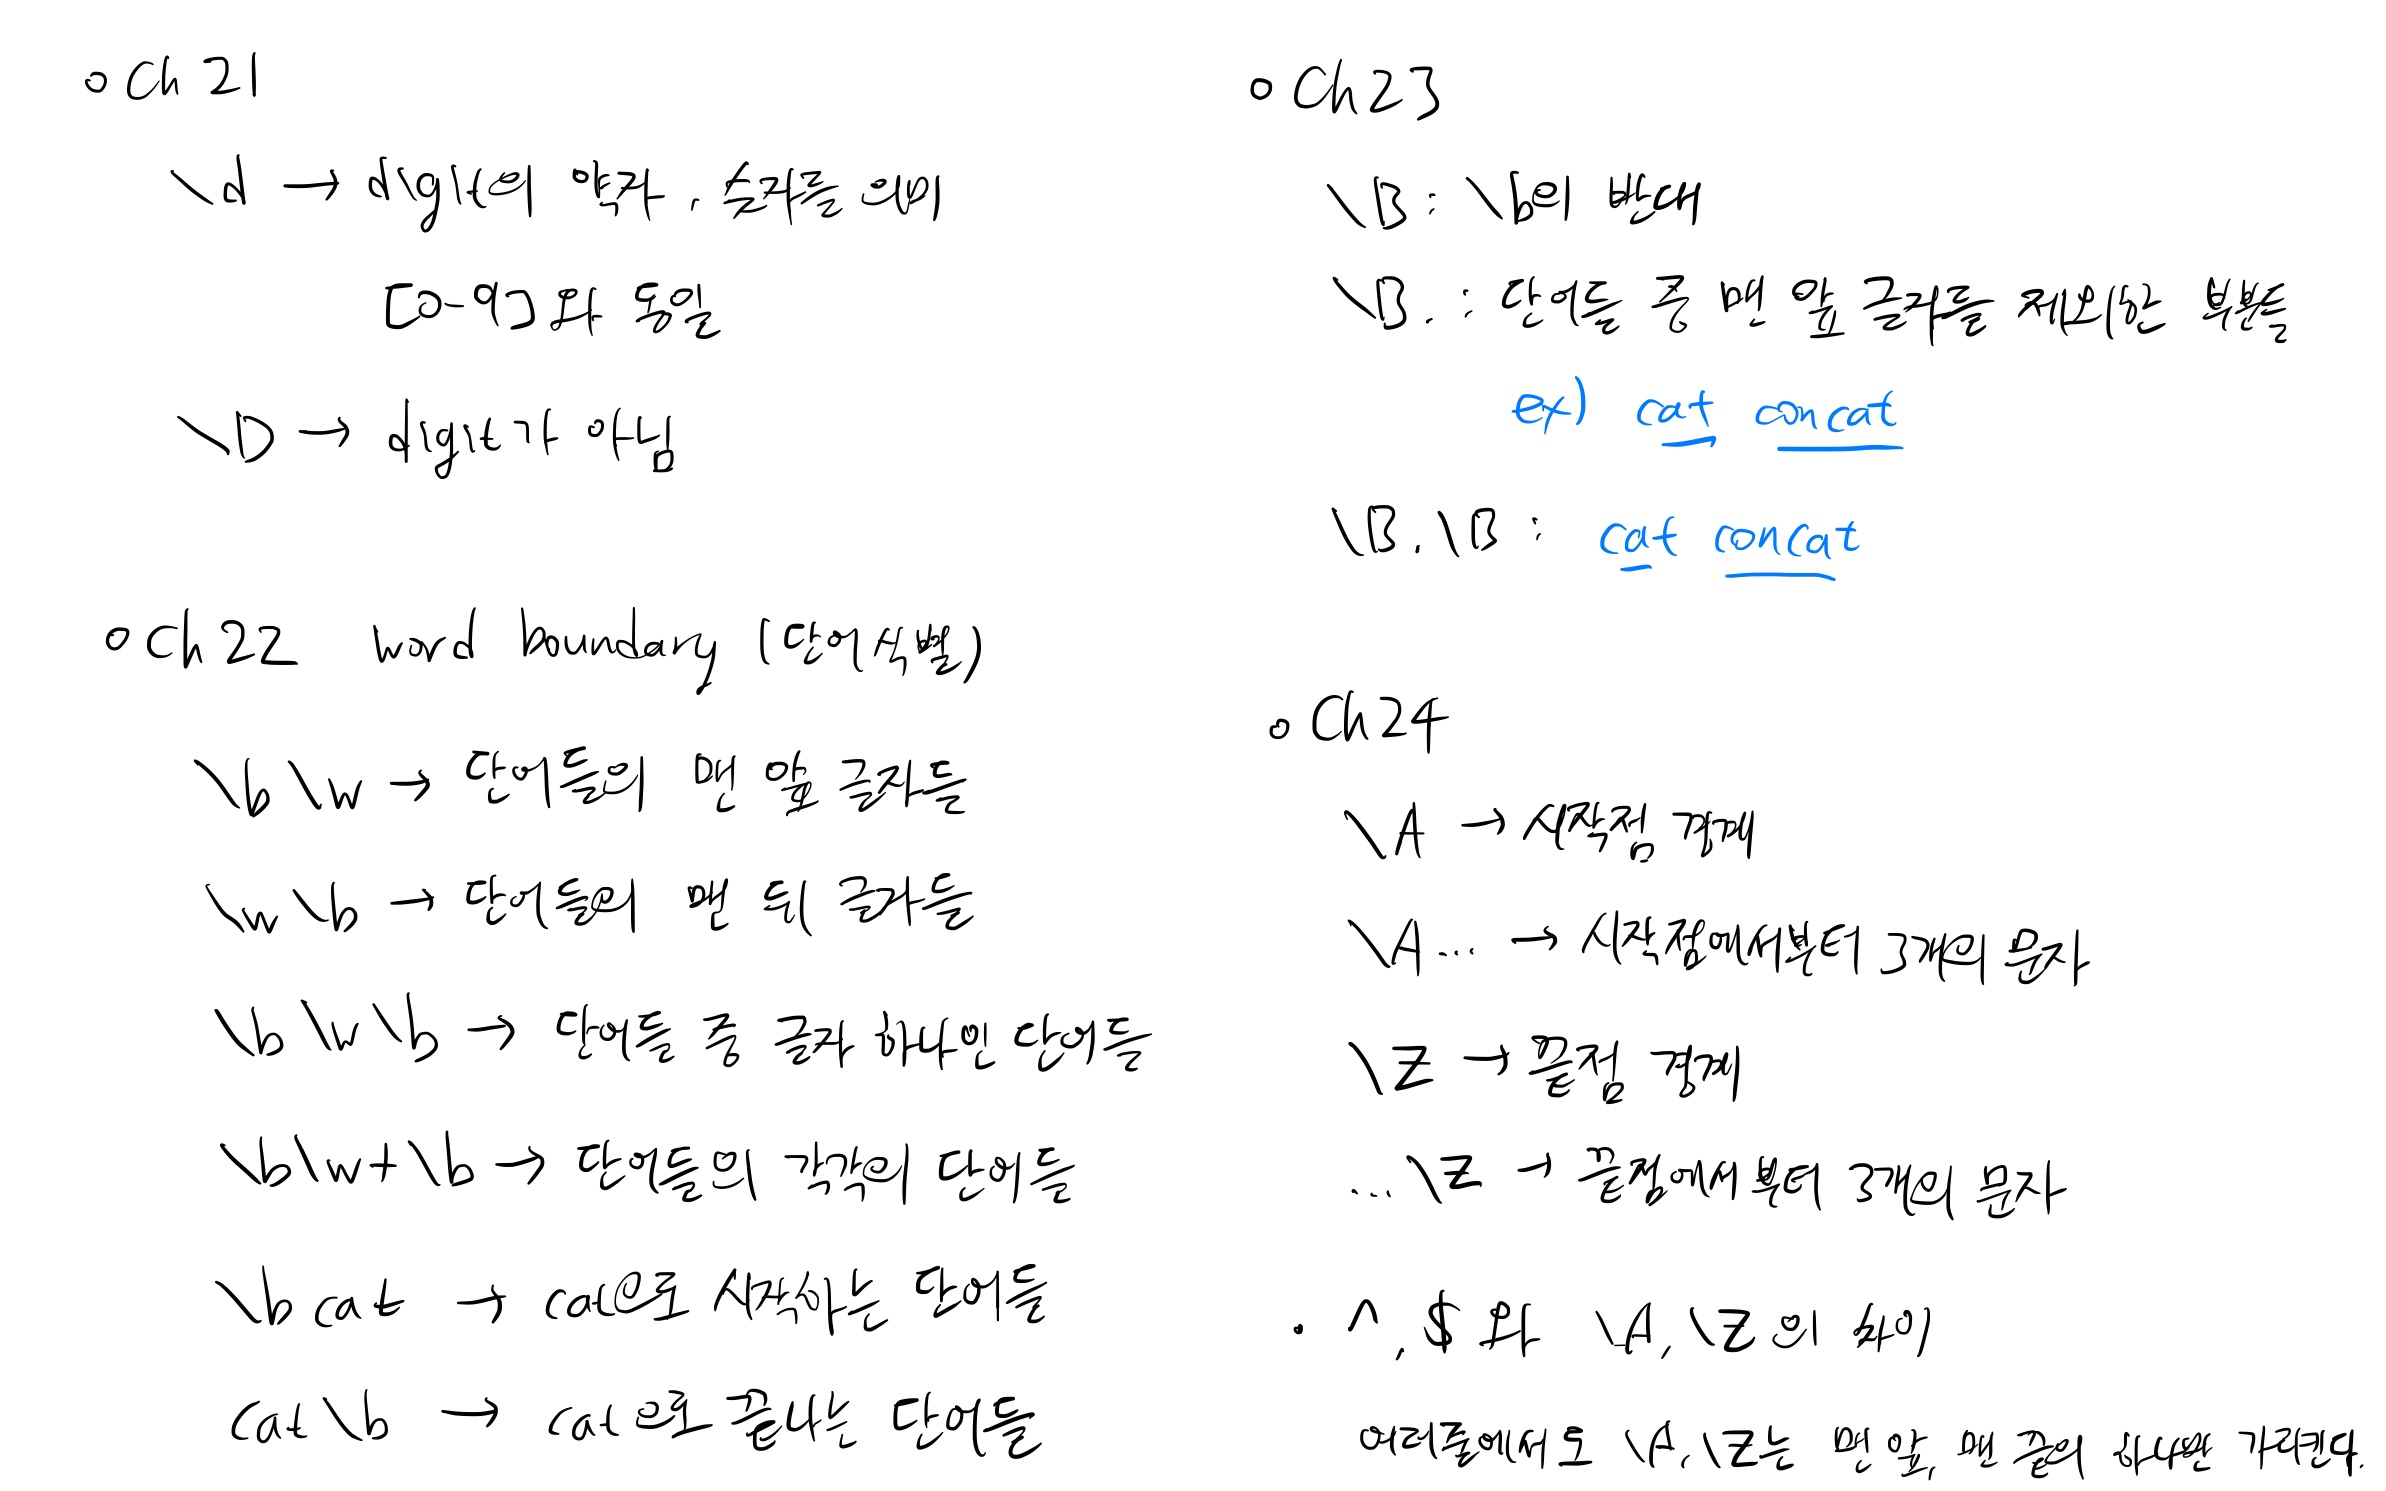 ◦ Ch 21
\d → digit의 약자, 숫자들 의미
[0-9]와 동일
\D → digit가 아님
◦ Ch 22 word boundary (단어식별)
\b \w → 단어들의 맨 앞 글자들
\w \b → 단어들의 맨 뒤 글자들
\b \w \b → 단어들 중 글자 하나인 단어들
\b\w+\b → 단어들의 각각의 단어들
\b cat → cat으로 시작하는 단어들
cat \b → cat으로 끝나는 단어들
◦ Ch 23
\B : \b의 반대
\B. : 단어들 중 맨 앞 글자들 제외한 부분들
ex) cat concat
\B.\B : cat concat
◦ Ch 24
\A → 시작점 경계
\A... → 시작점에서부터 3개의 문자
\Z → 끝점 경계
...\Z → 끝점에서부터 3개의 문자
• ^, $ 와 \A, \Z의 차이
여러줄에서도 \A, \Z는 맨 앞, 맨 끝의 하나만 가리킨다.